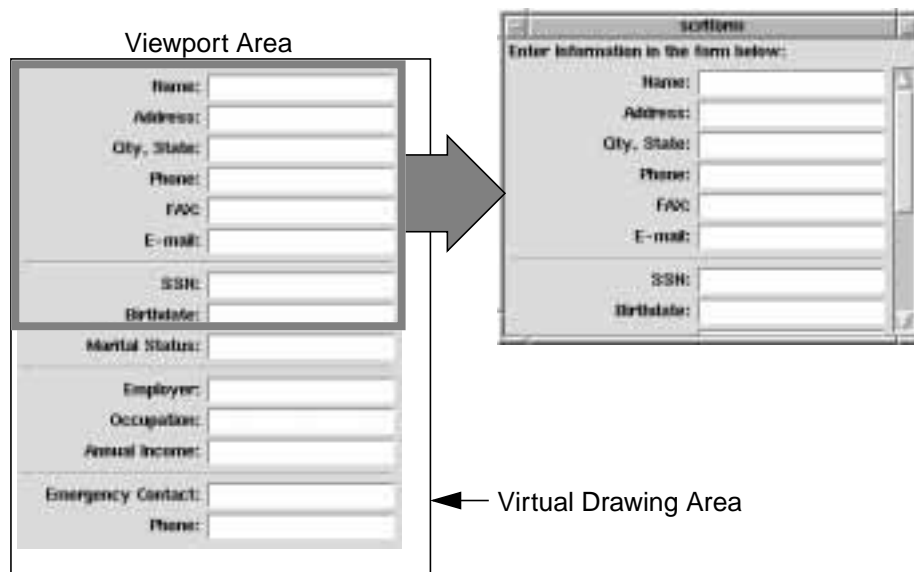 Viewport Area
Name:
Address:
City, State:
Phone:
FAX:
E-mail:
SSN:
Birthdate:
Marital Status:
Employer:
Occupation:
Annual Income:
Emergency Contact:
Phone:
Enter information in the form below:
Name:
Address:
City, State:
Phone:
FAX:
E-mail:
SSN:
Birthdate:
Virtual Drawing Area